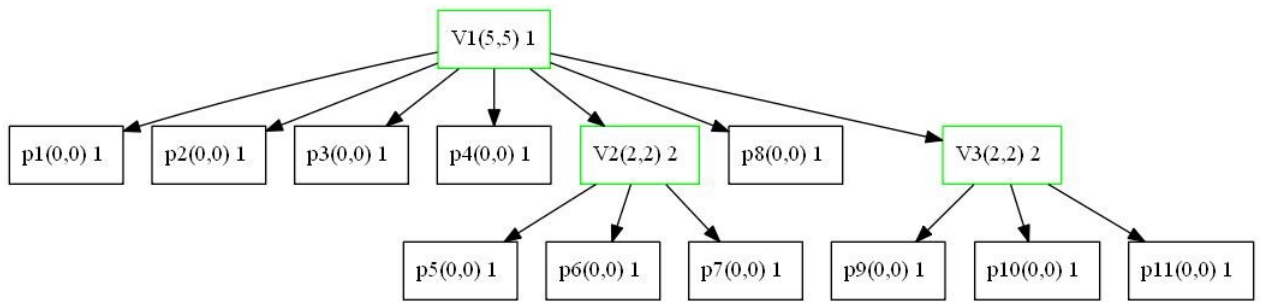 V1(5,5) 1
p1(0,0) 1
p2(0,0) 1
p3(0,0) 1
p4(0,0) 1
V2(2,2) 2
p8(0,0) 1
V3(2,2) 2
p5(0,0) 1
p6(0,0) 1
p7(0,0) 1
p9(0,0) 1
p10(0,0) 1
p11(0,0) 1